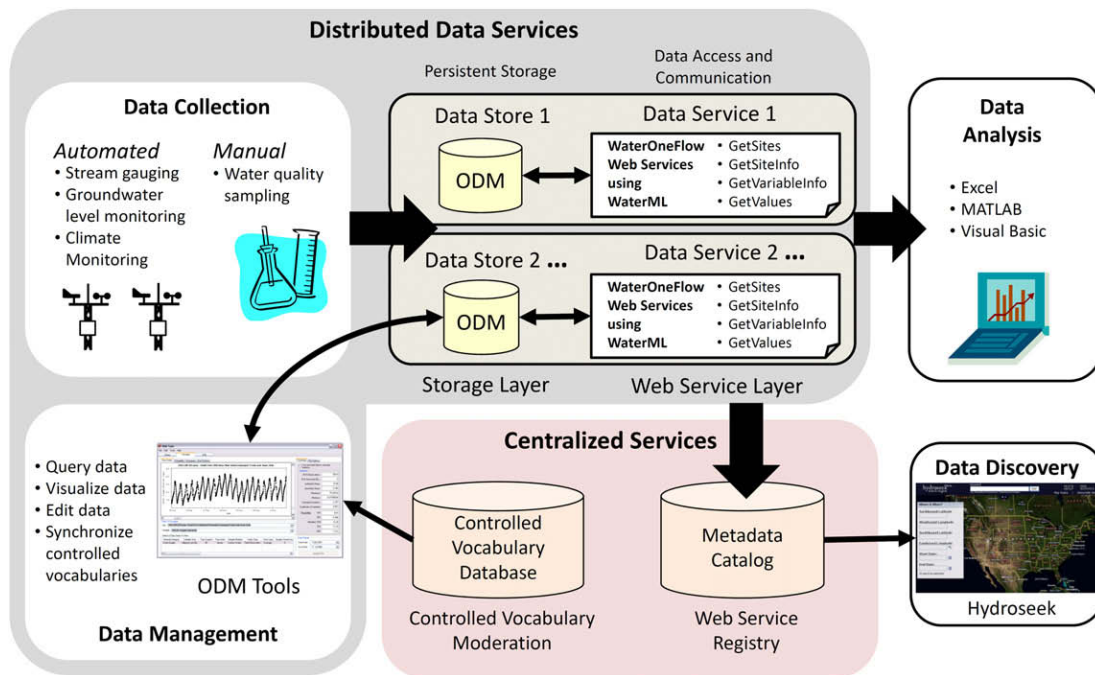 Distributed Data Services
Persistent Storage
Data Access and
Communication
Data Collection
Automated
• Stream gauging
• Groundwater
level monitoring
• Climate
Monitoring
Manual
• Water quality
sampling
Data Store 1
ODM
Data Service 1
WaterOneFlow
Web Services
using
WaterML
• GetSites
• GetSiteInfo
• GetVariableInfo
• GetValues
Data Store 2 ...
ODM
Data Service 2 ...
WaterOneFlow
Web Services
using
WaterML
• GetSites
• GetSiteInfo
• GetVariableInfo
• GetValues
Storage Layer
Web Service Layer
Data
Analysis
• Excel
• MATLAB
• Visual Basic
• Query data
• Visualize data
• Edit data
• Synchronize
controlled
vocabularies
ODM Tools
Data Management
Centralized Services
Controlled
Vocabulary
Database
Controlled Vocabulary
Moderation
Metadata
Catalog
Web Service
Registry
Data Discovery
hydroseek
Hydroseek